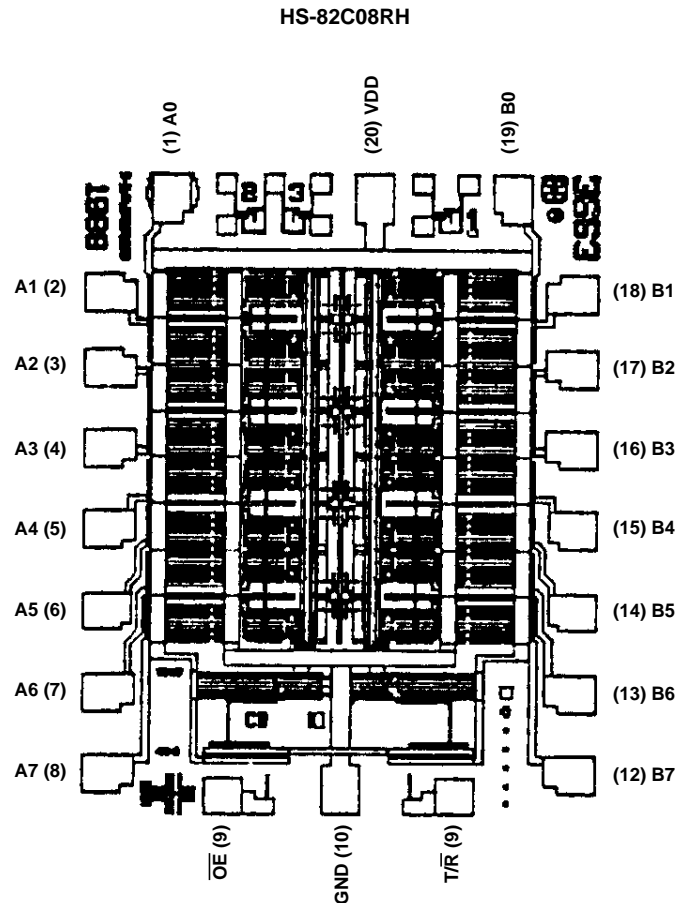 HS-82C08RH
(1) A0
(20) VDD
(19) B0
A1 (2)
(18) B1
A2 (3)
(17) B2
A3 (4)
(16) B3
A4 (5)
(15) B4
A5 (6)
(14) B5
A6 (7)
(13) B6
A7 (8)
(12) B7
O̅E̅ (9)
GND (10)
T/R̅ (9)